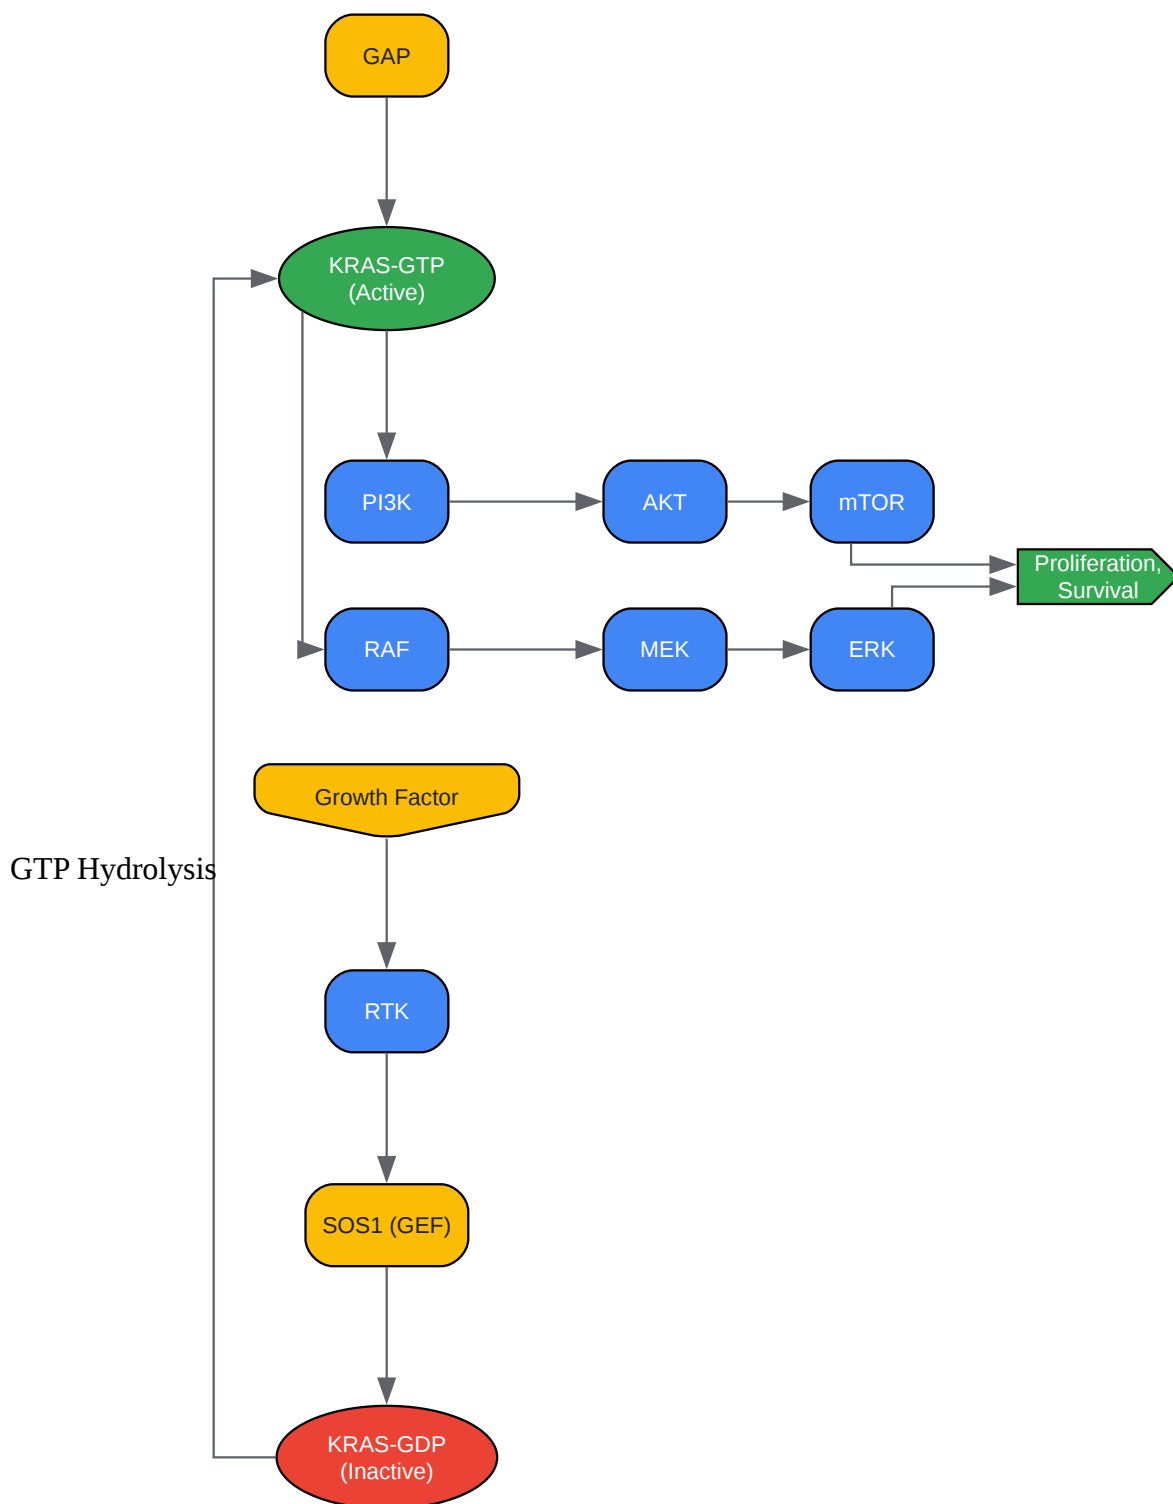 GAP
KRAS-GTP
(Active)
PI3K
AKT
mTOR
Proliferation,
Survival
RAF
MEK
ERK
Growth Factor
GTP Hydrolysis
RTK
SOS1 (GEF)
KRAS-GDP
(Inactive)